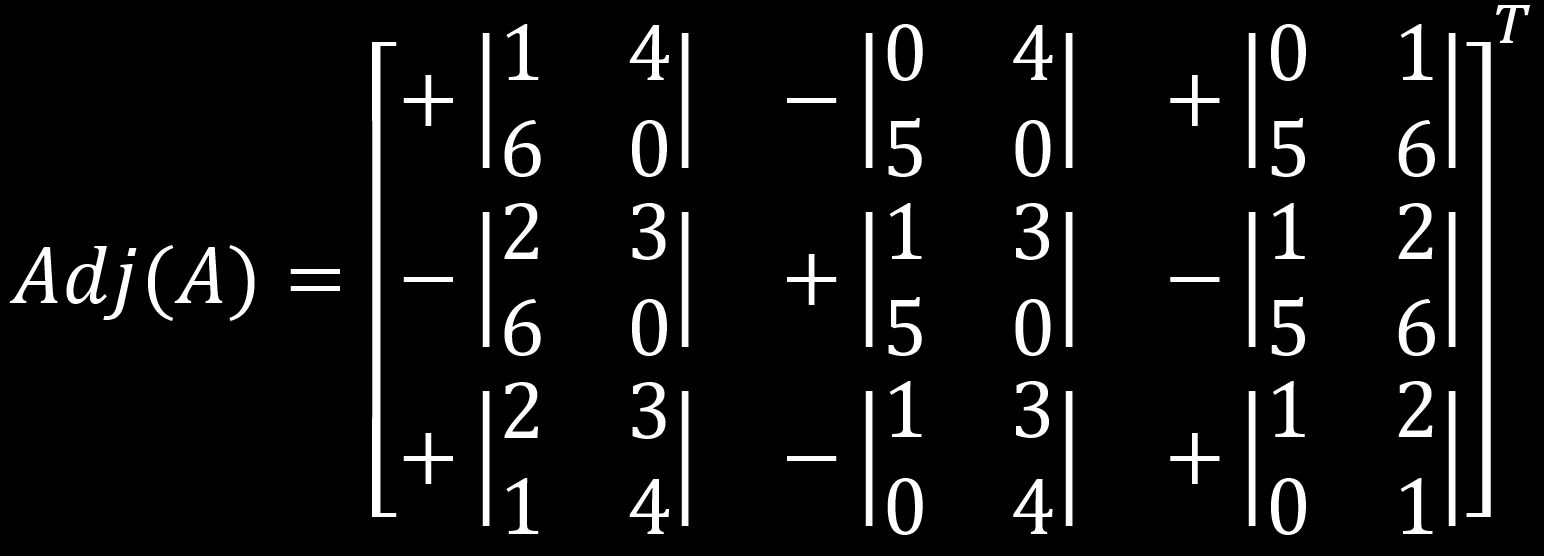 T
+ |1 4| - |0 4| + |0 1|
|6 0| |5 0| |5 6|
Adj(A) = [ - |2 3| + |1 3| - |1 2| ]
|6 0| |5 0| |5 6|
+ |2 3| - |1 3| + |1 2|
|1 4| |0 4| |0 1|